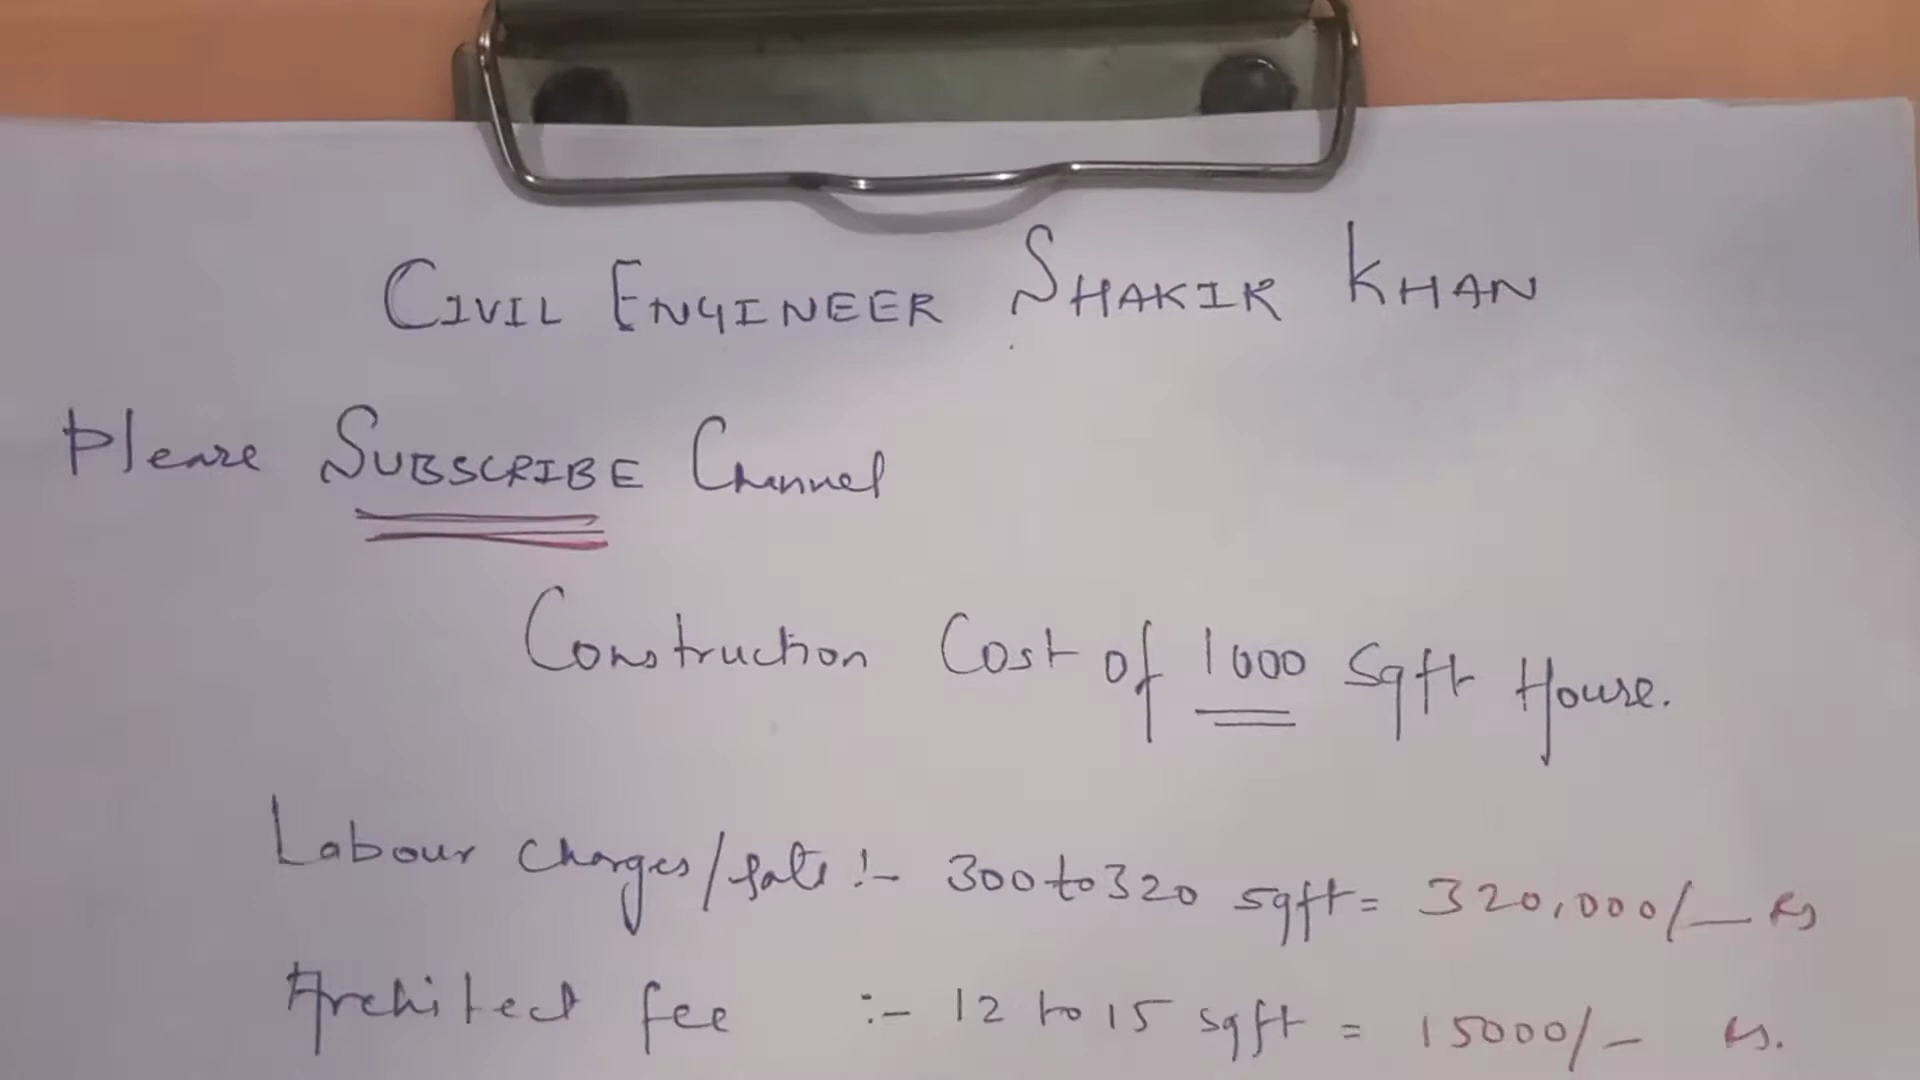 CIVIL ENGINEER SHAKIR KHAN
Please SUBSCRIBE Channel
Construction Cost of 1000 Sqft House.
Labour charges/rate :- 300 to 320 sqft = 320,000/- Rs
Architect fee :- 12 to 15 sqft = 15000/- Rs.